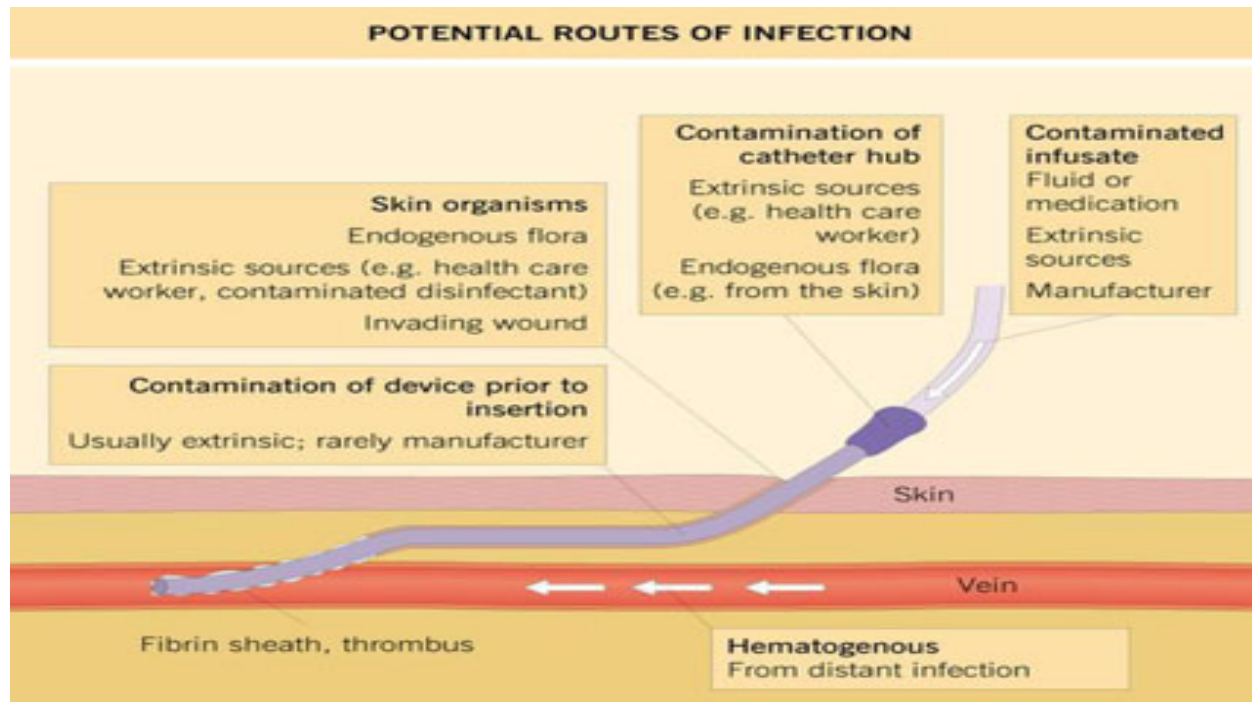 POTENTIAL ROUTES OF INFECTION
Skin organisms
Endogenous flora
Extrinsic sources (e.g. health care
worker, contaminated disinfectant)
Invading wound
Contamination of device prior to
insertion
Usually extrinsic; rarely manufacturer
Contamination of
catheter hub
Extrinsic sources
(e.g. health care
worker)
Endogenous flora
(e.g. from the skin)
Contaminated
infusate
Fluid or
medication
Extrinsic
sources
Manufacturer
Skin
Vein
Fibrin sheath, thrombus
Hematogenous
From distant infection